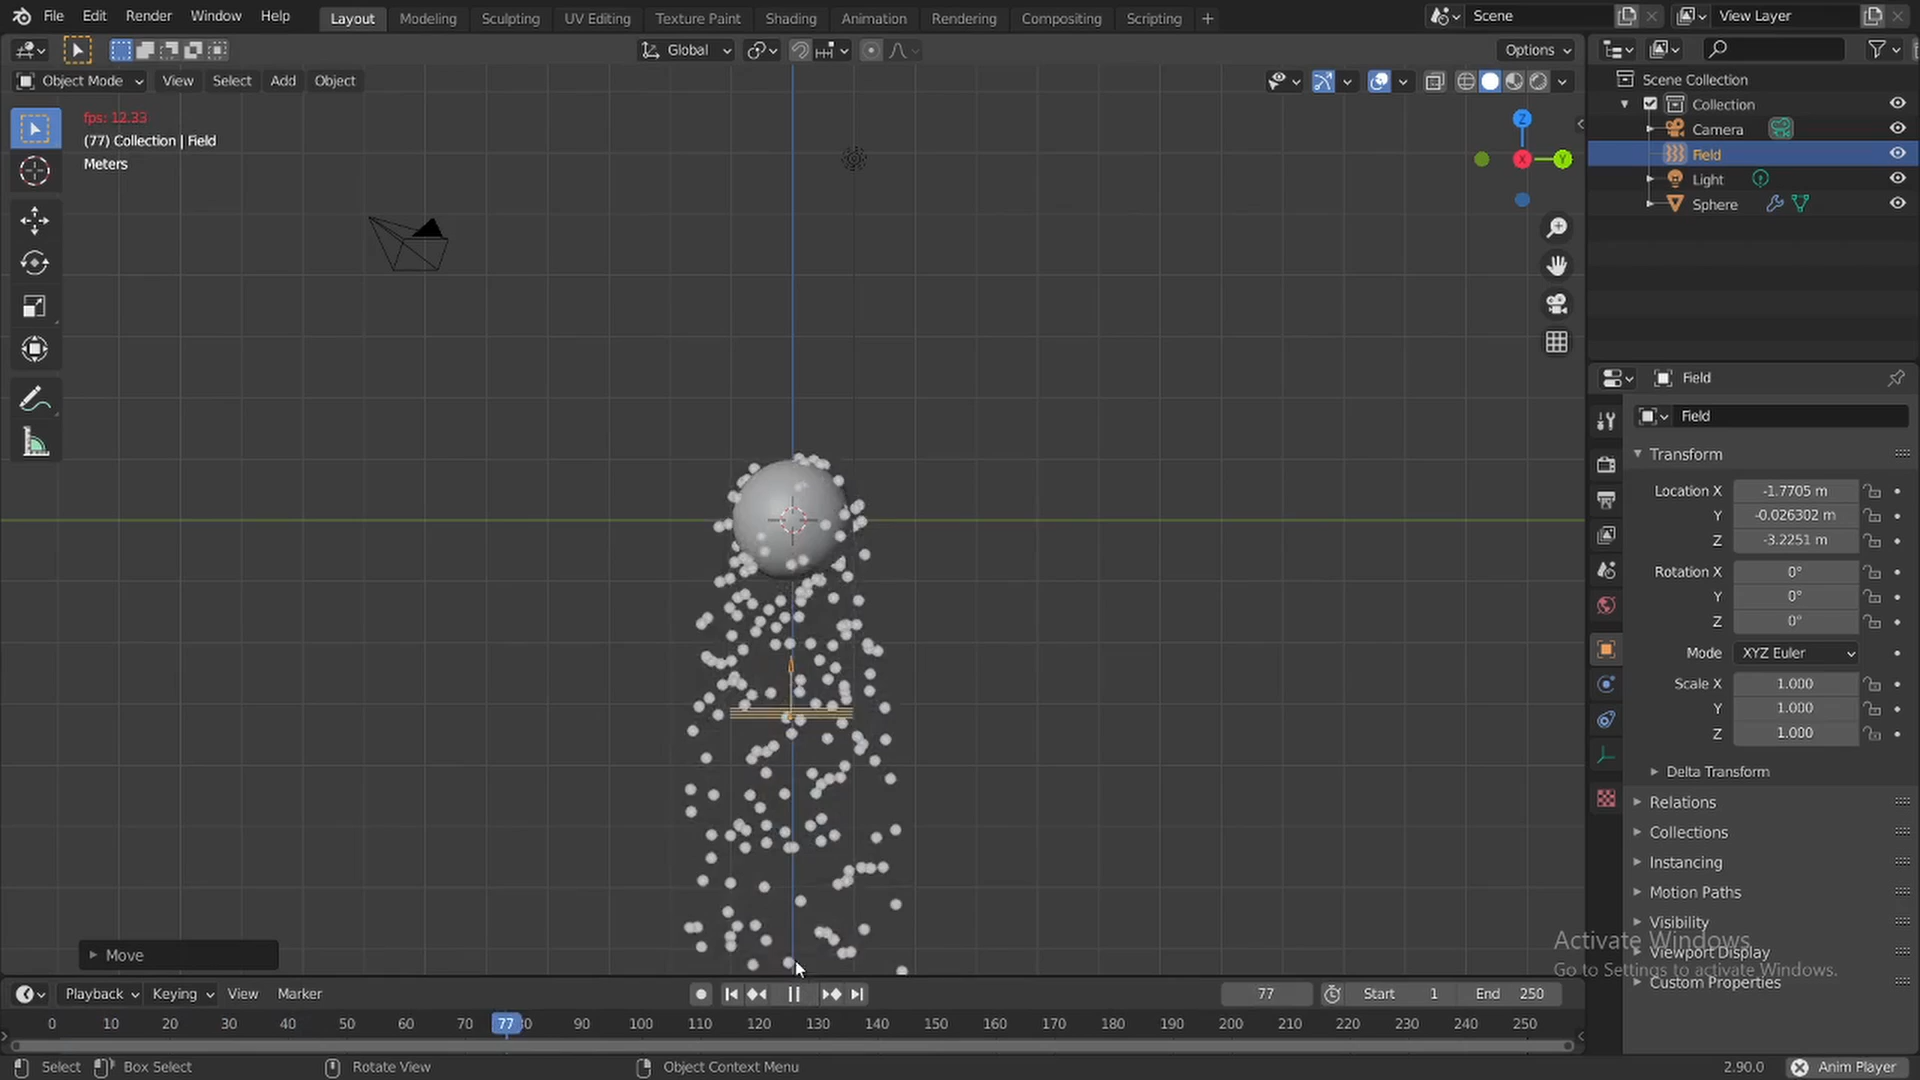 File Edit Render Window Help Layout Modeling Sculpting UV Editing Texture Paint Shading Animation Rendering Compositing Scripting + Scene View Layer
Global Options
Object Mode View Select Add Object
fps: 12.33
(77) Collection | Field
Meters
Z
X
Y
Scene Collection
Collection
Camera
Field
Light
Sphere
Field
Field
Transform
Location X -1.7705 m
Y -0.026302 m
Z -3.2251 m
Rotation X 0°
Y 0°
Z 0°
Mode XYZ Euler
Scale X 1.000
Y 1.000
Z 1.000
Delta Transform
Relations
Collections
Instancing
Motion Paths
Visibility
Viewport Display
Custom Properties
Activate Windows
Go to Settings to activate Windows.
Move
Playback Keying View Marker 77 Start 1 End 250
0 10 20 30 40 50 60 70 77 80 90 100 110 120 130 140 150 160 170 180 190 200 210 220 230 240 250
Select Box Select Rotate View Object Context Menu 2.90.0 Anim Player